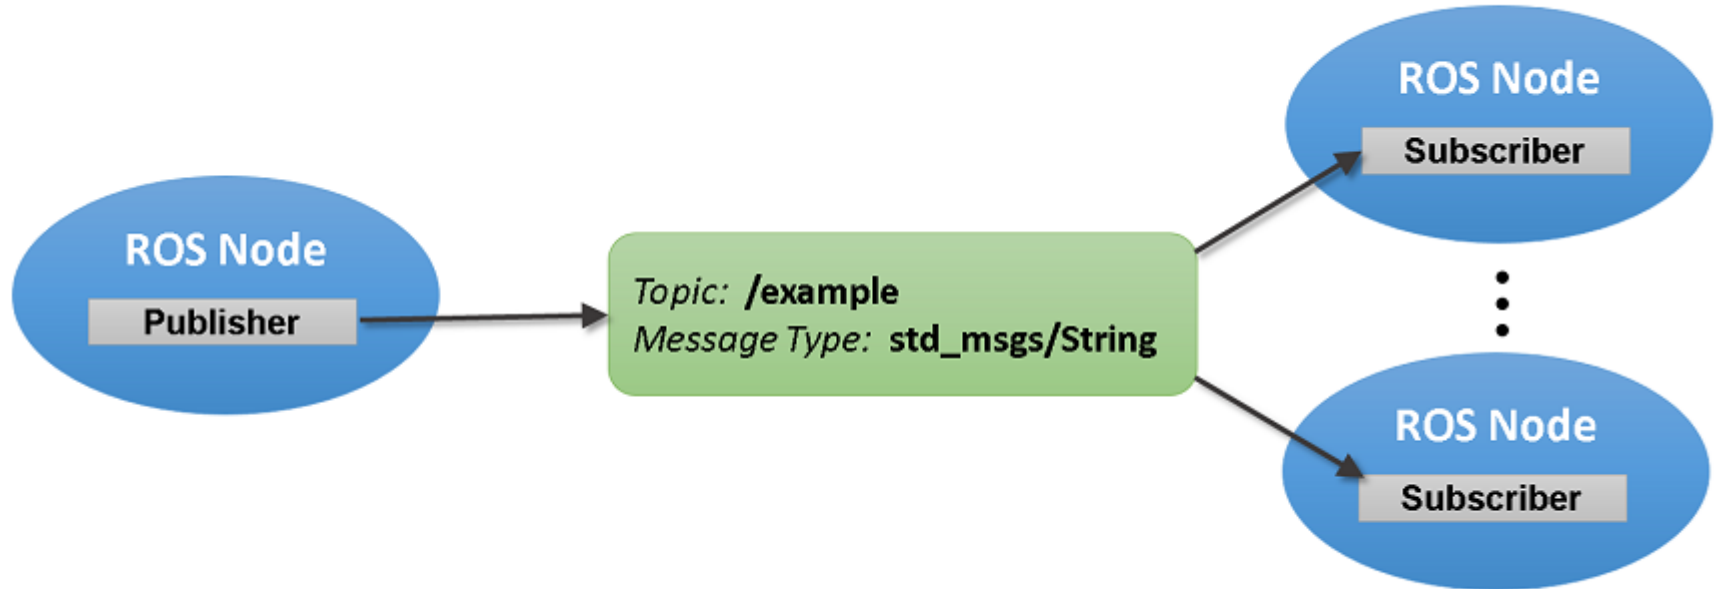 ROS Node
Publisher
Topic: /example
Message Type: std_msgs/String
ROS Node
Subscriber
ROS Node
Subscriber